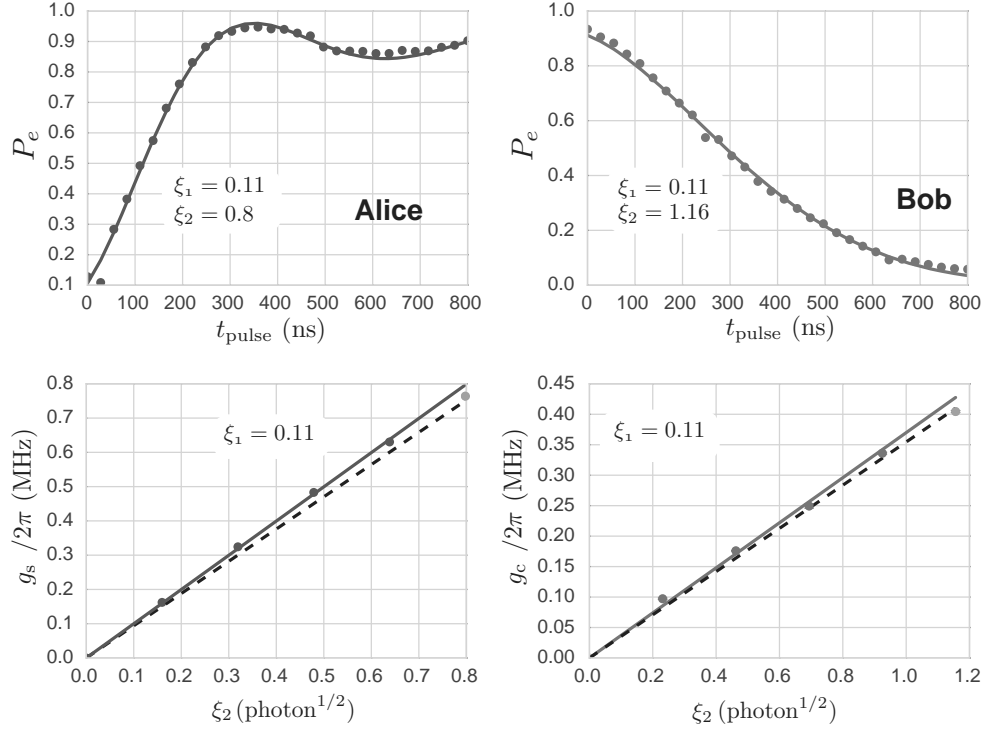 1.0
0.9
0.8
0.7
0.6
0.5
0.4
0.3
0.2
0.1
P_e
ξ₁ = 0.11
ξ₂ = 0.8
Alice
0 100 200 300 400 500 600 700 800
t_pulse (ns)
1.0
0.8
0.6
0.4
0.2
0.0
P_e
ξ₁ = 0.11
ξ₂ = 1.16
Bob
0 100 200 300 400 500 600 700 800
t_pulse (ns)
0.8
0.7
0.6
0.5
0.4
0.3
0.2
0.1
0.0
g_s /2π (MHz)
ξ₁ = 0.11
0.0 0.1 0.2 0.3 0.4 0.5 0.6 0.7 0.8
ξ₂ (photon^1/2)
0.45
0.40
0.35
0.30
0.25
0.20
0.15
0.10
0.05
0.00
g_c /2π (MHz)
ξ₁ = 0.11
0.0 0.2 0.4 0.6 0.8 1.0 1.2
ξ₂ (photon^1/2)